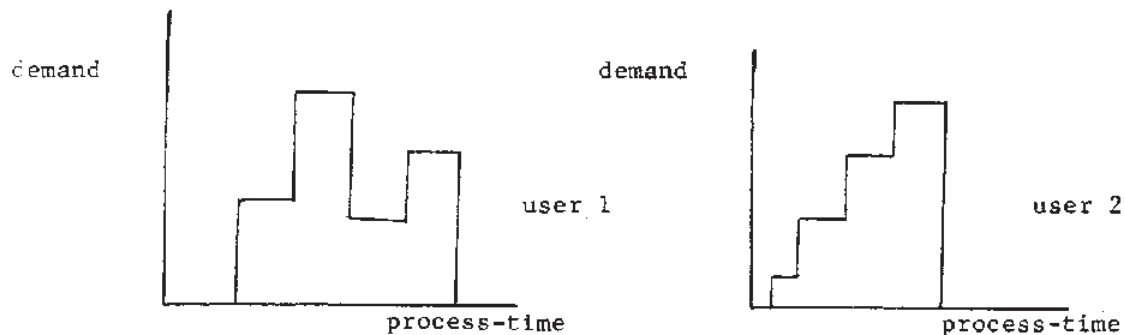 demand
demand
user 1
user 2
process-time
process-time